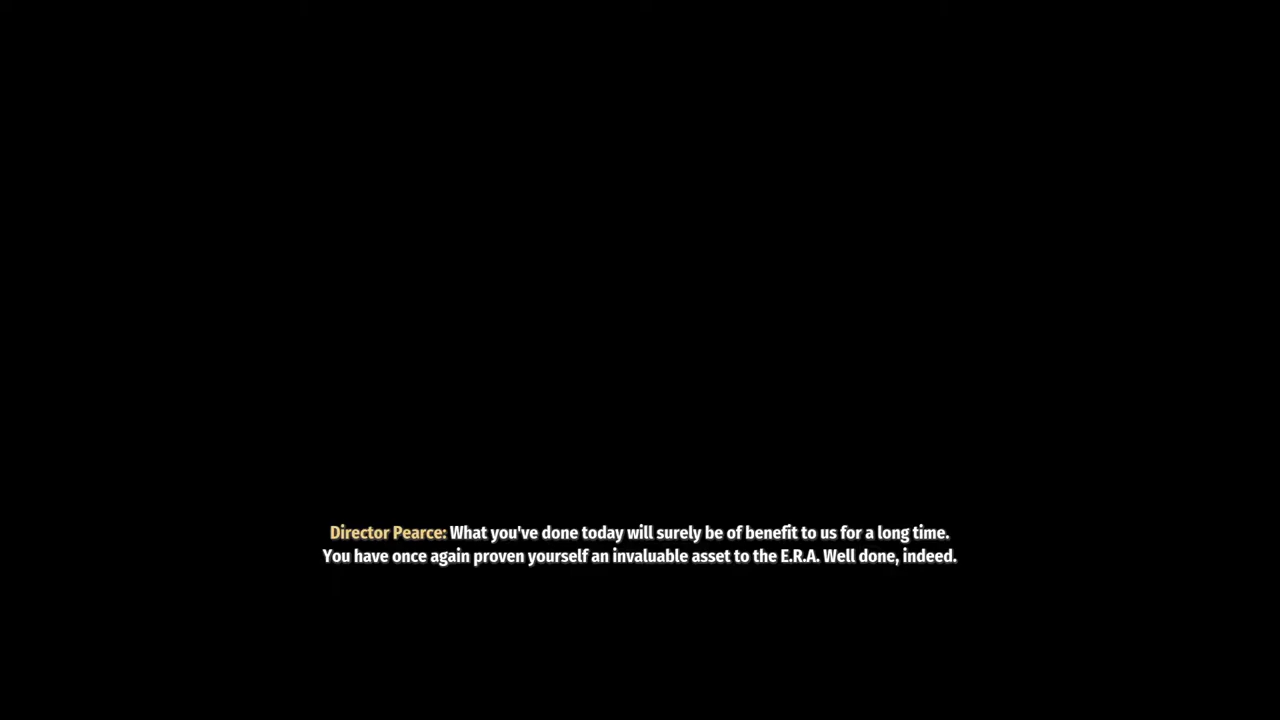 Director Pearce: What you've done today will surely be of benefit to us for a long time.
You have once again proven yourself an invaluable asset to the E.R.A. Well done, indeed.